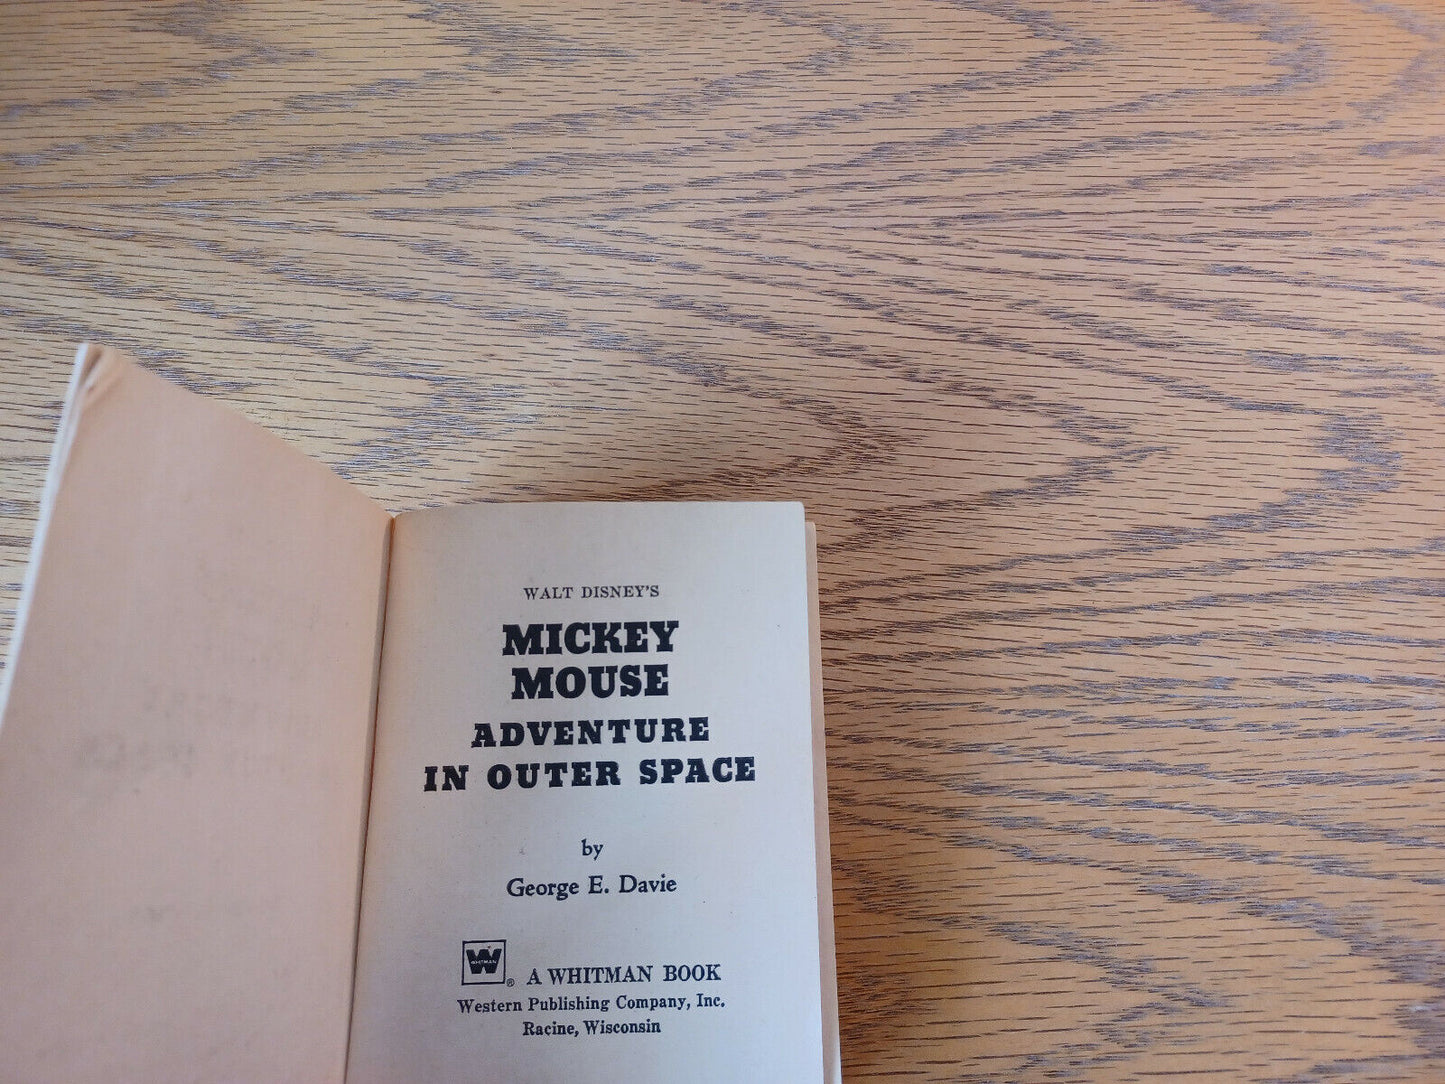 WALT DISNEY'S
MICKEY
MOUSE
ADVENTURE
IN OUTER SPACE
by
George E. Davie
W
WHITMAN
® A WHITMAN BOOK
Western Publishing Company, Inc.
Racine, Wisconsin